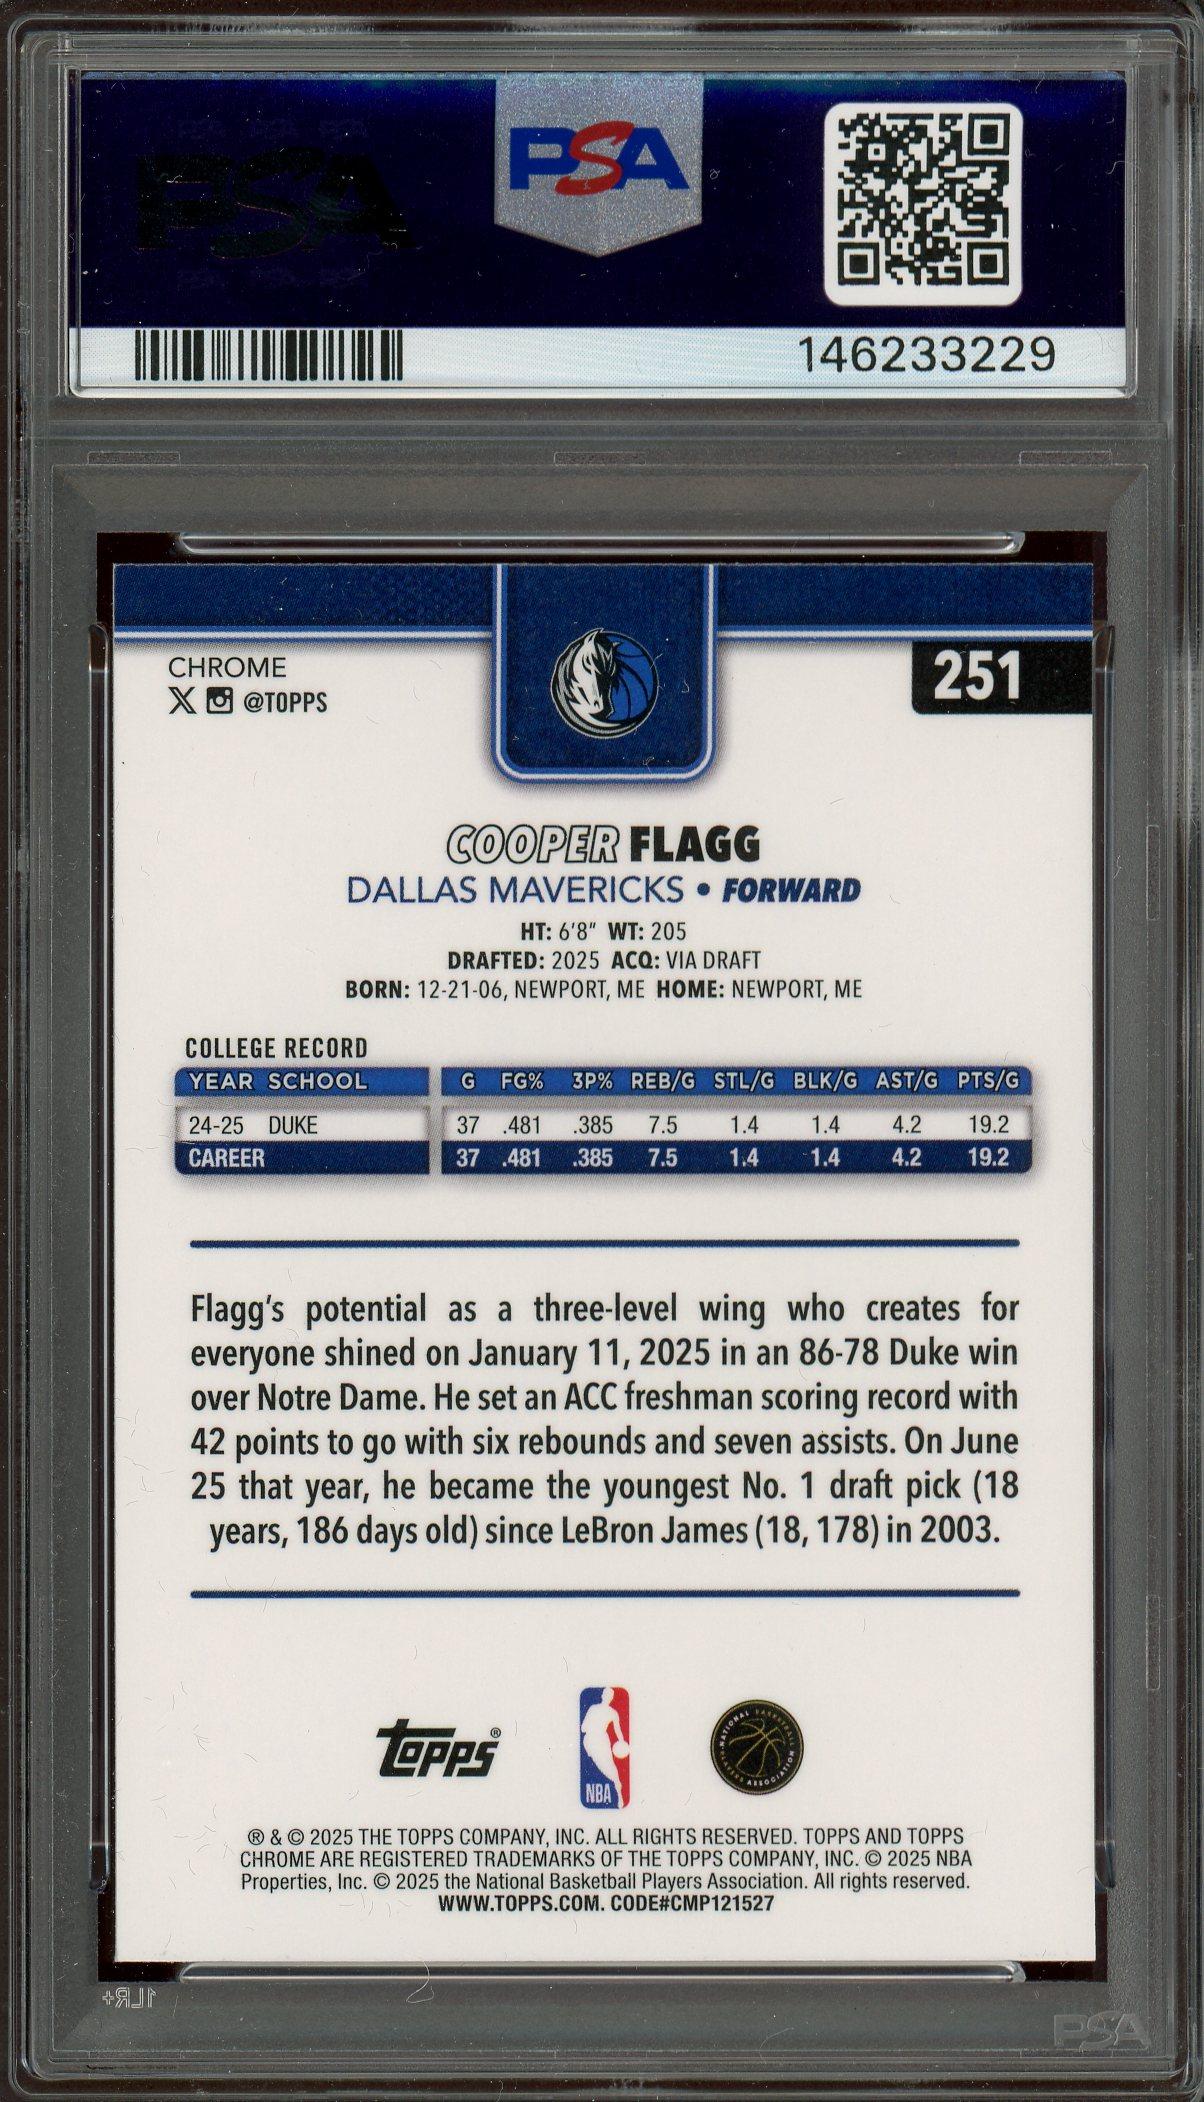 PSA
PSA
146233229
CHROME
@TOPPS
251
COOPER FLAGG
DALLAS MAVERICKS • FORWARD
HT: 6'8" WT: 205
DRAFTED: 2025 ACQ: VIA DRAFT
BORN: 12-21-06, NEWPORT, ME HOME: NEWPORT, ME
COLLEGE RECORD
YEAR SCHOOL G FG% 3P% REB/G STL/G BLK/G AST/G PTS/G
24-25 DUKE 37 .481 .385 7.5 1.4 1.4 4.2 19.2
CAREER 37 .481 .385 7.5 1.4 1.4 4.2 19.2
Flagg's potential as a three-level wing who creates for
everyone shined on January 11, 2025 in an 86-78 Duke win
over Notre Dame. He set an ACC freshman scoring record with
42 points to go with six rebounds and seven assists. On June
25 that year, he became the youngest No. 1 draft pick (18
years, 186 days old) since LeBron James (18, 178) in 2003.
Topps®
NBA
NATIONAL BASKETBALL PLAYERS ASSOCIATION
® & © 2025 THE TOPPS COMPANY, INC. ALL RIGHTS RESERVED. TOPPS AND TOPPS
CHROME ARE REGISTERED TRADEMARKS OF THE TOPPS COMPANY, INC. © 2025 NBA
Properties, Inc. © 2025 the National Basketball Players Association. All rights reserved.
WWW.TOPPS.COM. CODE#CMP121527
1LR+
PSA